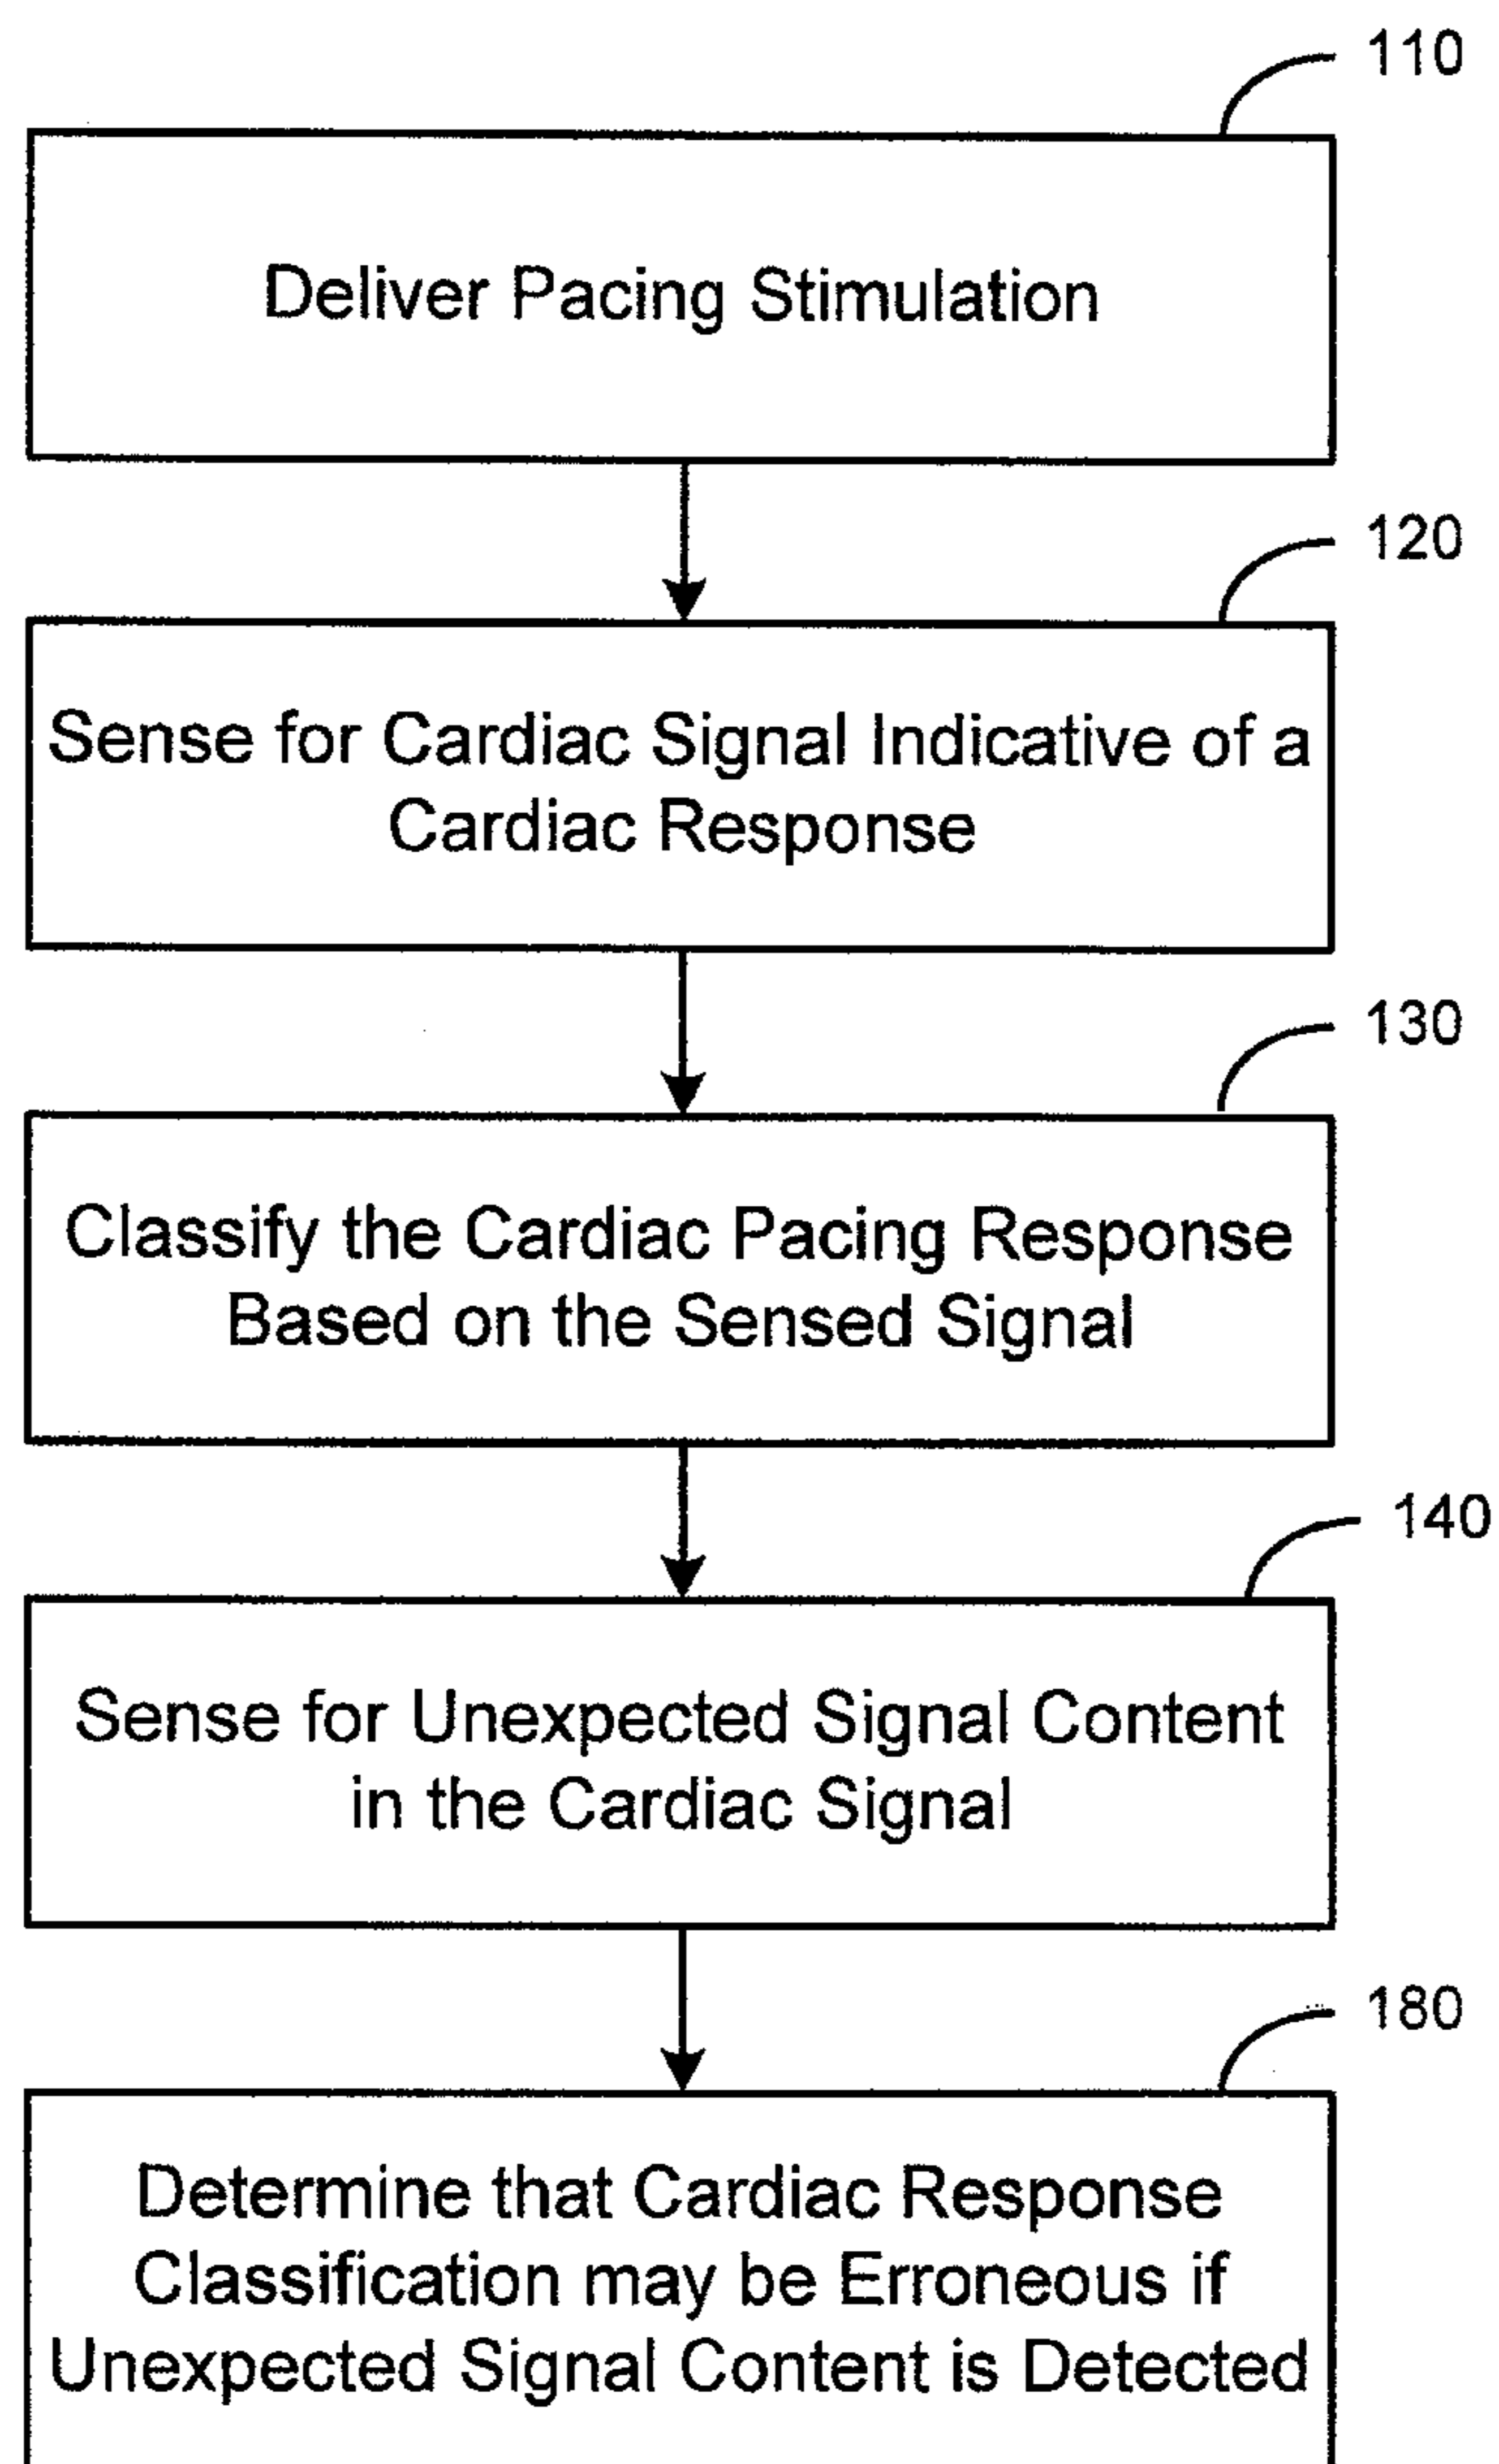 110
Deliver Pacing Stimulation
120
Sense for Cardiac Signal Indicative of a
Cardiac Response
130
Classify the Cardiac Pacing Response
Based on the Sensed Signal
140
Sense for Unexpected Signal Content
in the Cardiac Signal
180
Determine that Cardiac Response
Classification may be Erroneous if
Unexpected Signal Content is Detected